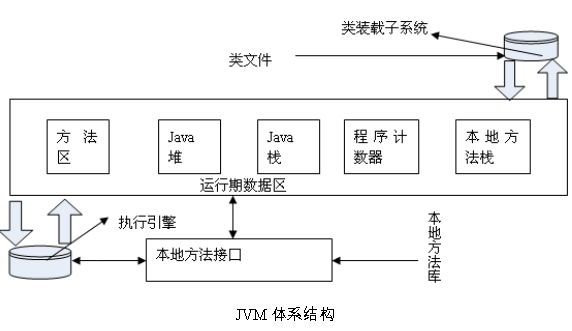 类装载子系统
类文件
方法
区
Java
堆
Java
栈
程序计
数器
本地方
法栈
运行期数据区
执行引擎
本地方法接口
本地方法库
JVM 体系结构